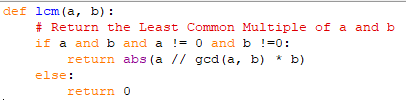 def lcm(a, b):
    # Return the Least Common Multiple of a and b
    if a and b and a != 0 and b !=0:
        return abs(a // gcd(a, b) * b)
    else:
        return 0